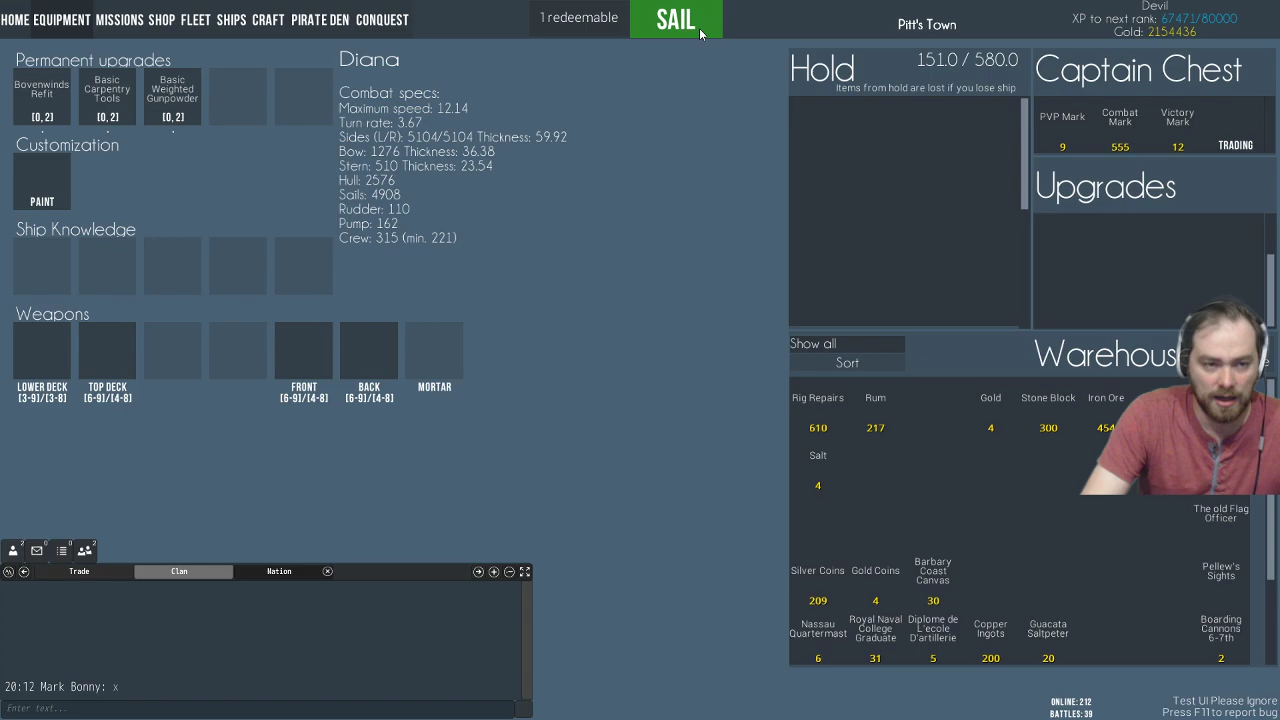 HOME EQUIPMENT MISSIONS SHOP FLEET SHIPS CRAFT PIRATE DEN CONQUEST
1 redeemable
SAIL
Pitt's Town
Devil
XP to next rank: 67471/80000
Gold: 2154436
Permanent upgrades
Bovenwinds Refit [0, 2]
Basic Carpentry Tools [0, 2]
Basic Weighted Gunpowder [0, 2]
Customization
PAINT
Ship Knowledge
Weapons
LOWER DECK [3-9]/[3-8]
TOP DECK [6-9]/[4-8]
FRONT [6-9]/[4-8]
BACK [6-9]/[4-8]
MORTAR
Diana
Combat specs:
Maximum speed: 12.14
Turn rate: 3.67
Sides (L/R): 5104/5104 Thickness: 59.92
Bow: 1276 Thickness: 36.38
Stern: 510 Thickness: 23.54
Hull: 2576
Sails: 4908
Rudder: 110
Pump: 162
Crew: 315 (min. 221)
Hold 151.0 / 580.0
Items from hold are lost if you lose ship
Captain Chest
PVP Mark 9
Combat Mark 555
Victory Mark 12
TRADING
Upgrades
Show all
Sort
Rig Repairs 610
Rum 217
Gold 4
Stone Block 300
Iron Ore
Salt 4
The old Flag Officer
Silver Coins 209
Gold Coins 4
Barbary Coast Canvas 30
Pellew's Sights
Nassau Quartermast 6
Royal Naval College Graduate 31
Diplome de L'ecole D'artillerie 5
Copper Ingots 200
Guacata Saltpeter 20
Boarding Cannons 6-7th 2
2 0 0 2
Trade Clan Nation
20:12 Mark Bonny: x
Enter text...
ONLINE: 212
BATTLES: 39
Test UI Please Ignore
Press F11 to report bug